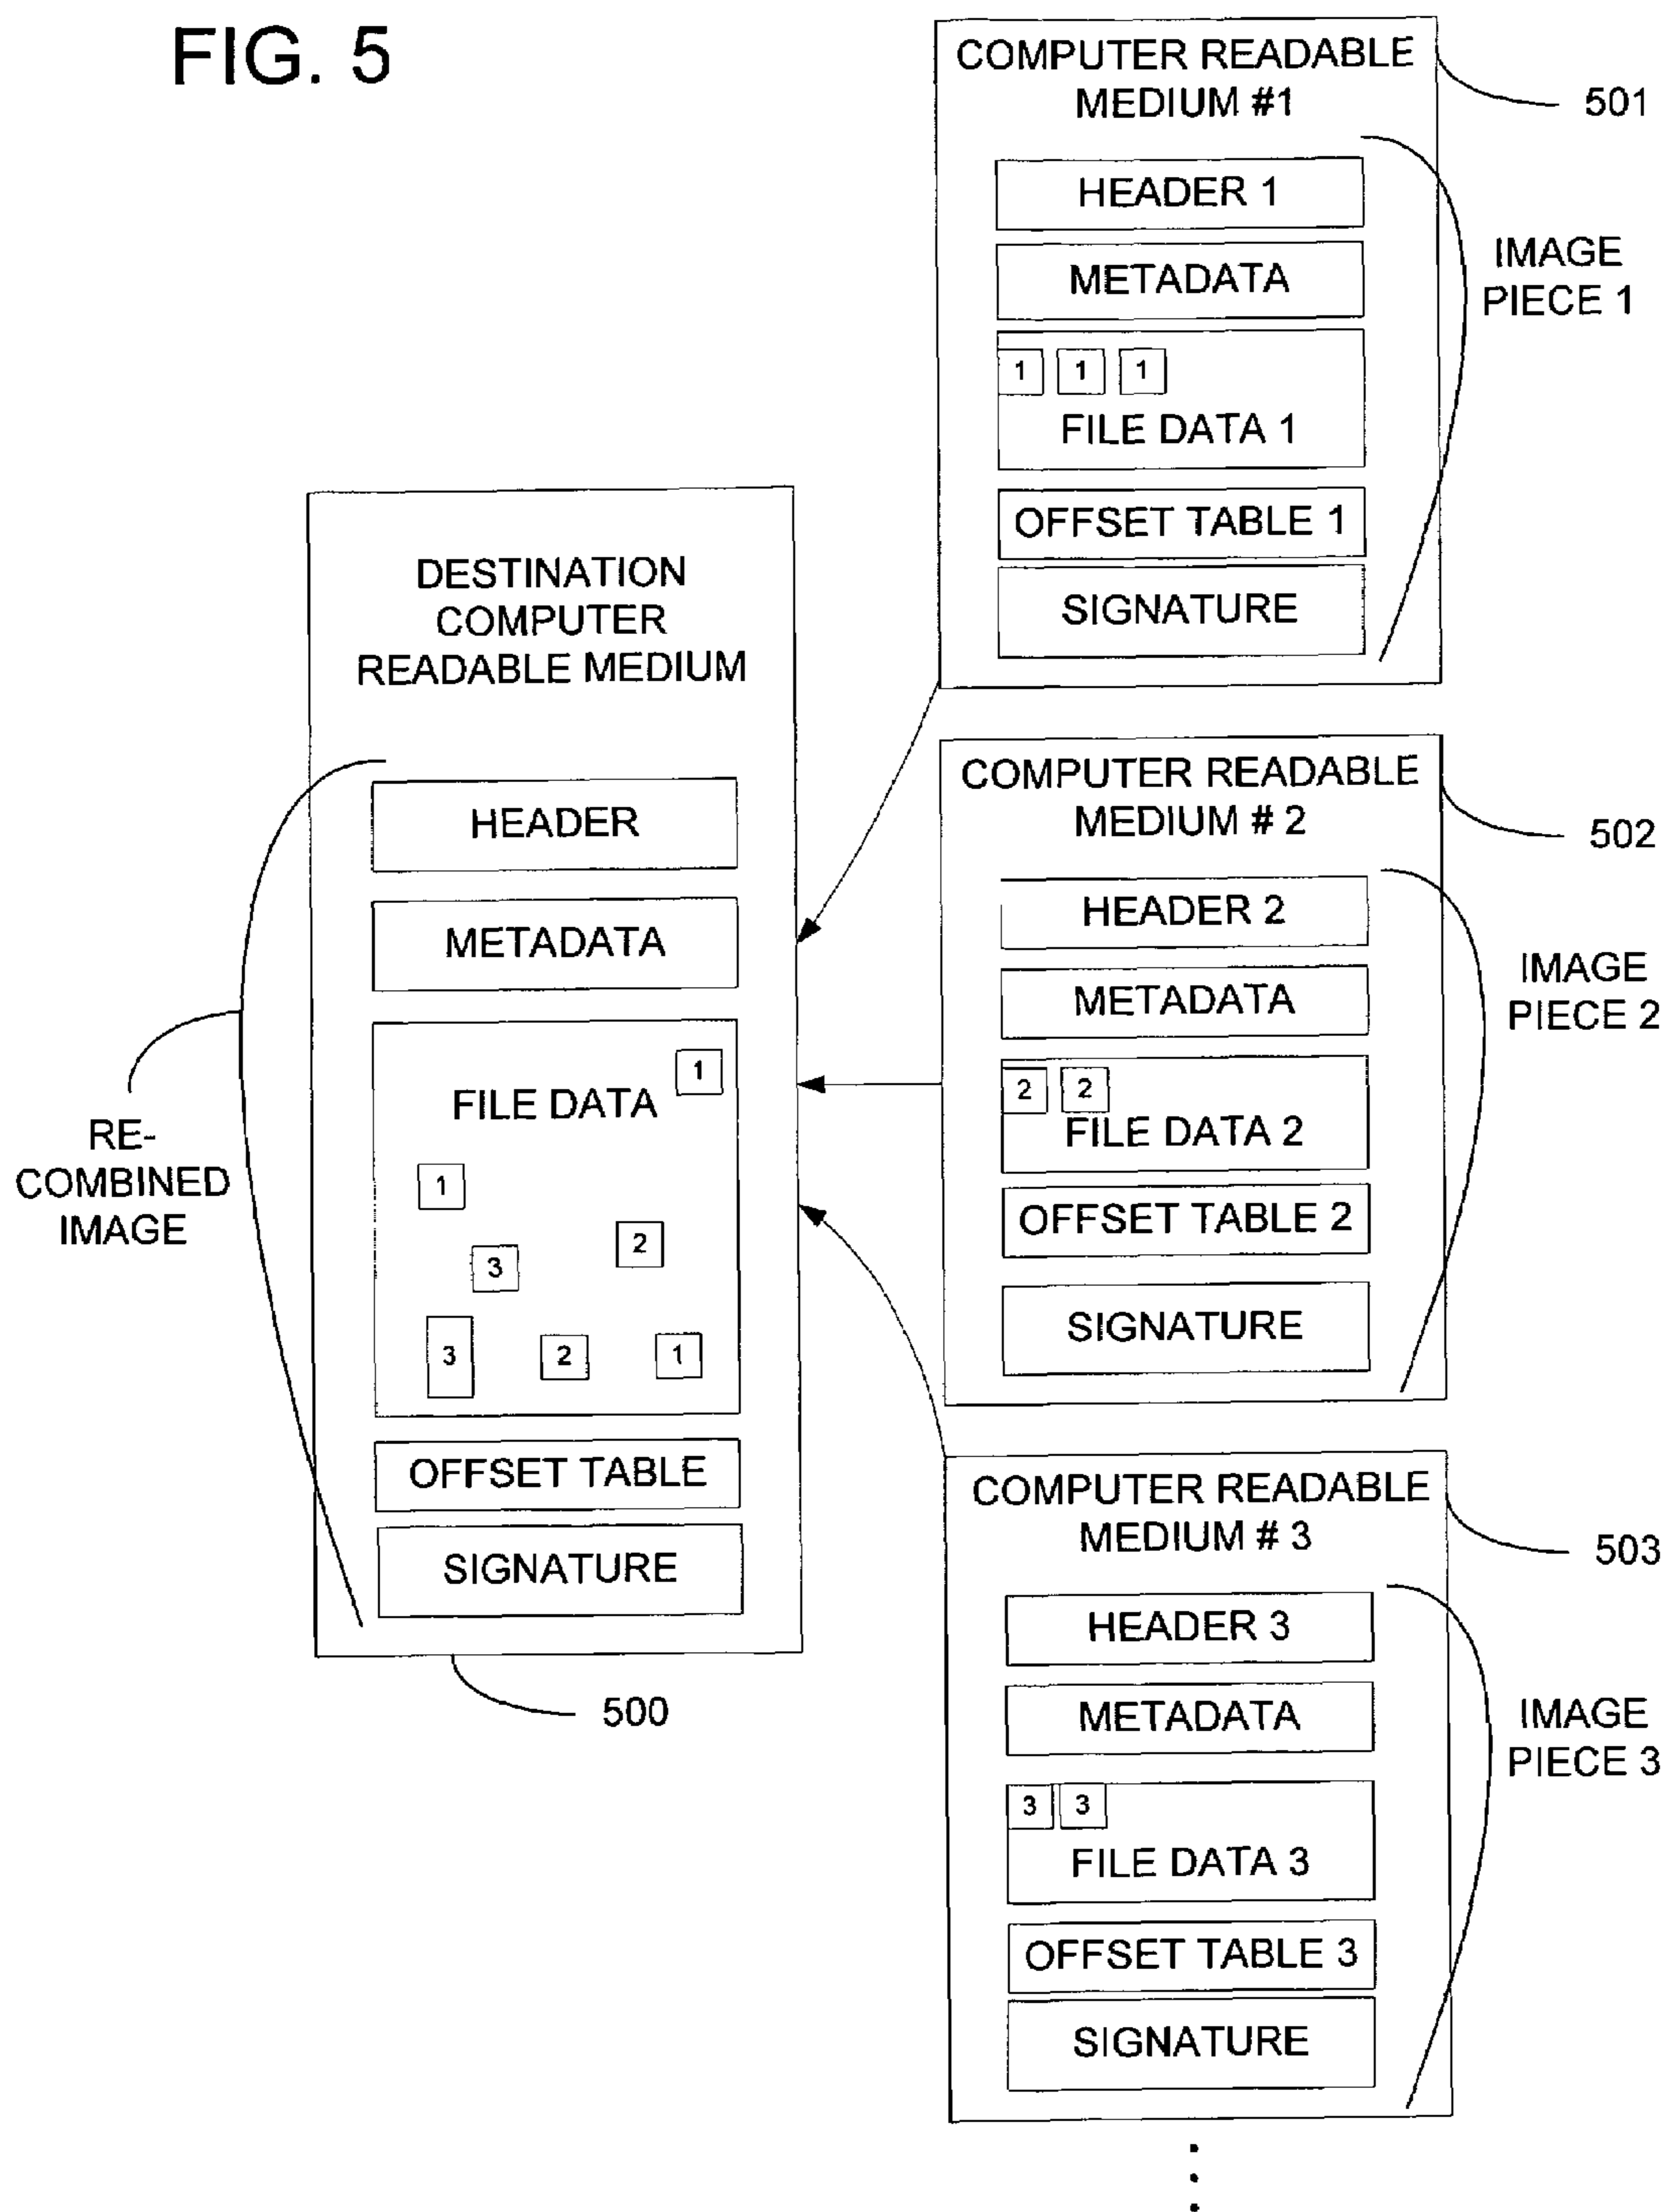 FIG. 5
COMPUTER READABLE
MEDIUM #1
501
HEADER 1
METADATA
1 1 1
FILE DATA 1
OFFSET TABLE 1
SIGNATURE
IMAGE
PIECE 1
DESTINATION
COMPUTER
READABLE MEDIUM
HEADER
METADATA
1
FILE DATA
1
2
3
3 2 1
OFFSET TABLE
SIGNATURE
RE-
COMBINED
IMAGE
500
COMPUTER READABLE
MEDIUM # 2
502
HEADER 2
METADATA
2 2
FILE DATA 2
OFFSET TABLE 2
SIGNATURE
IMAGE
PIECE 2
COMPUTER READABLE
MEDIUM # 3
503
HEADER 3
METADATA
3 3
FILE DATA 3
OFFSET TABLE 3
SIGNATURE
IMAGE
PIECE 3